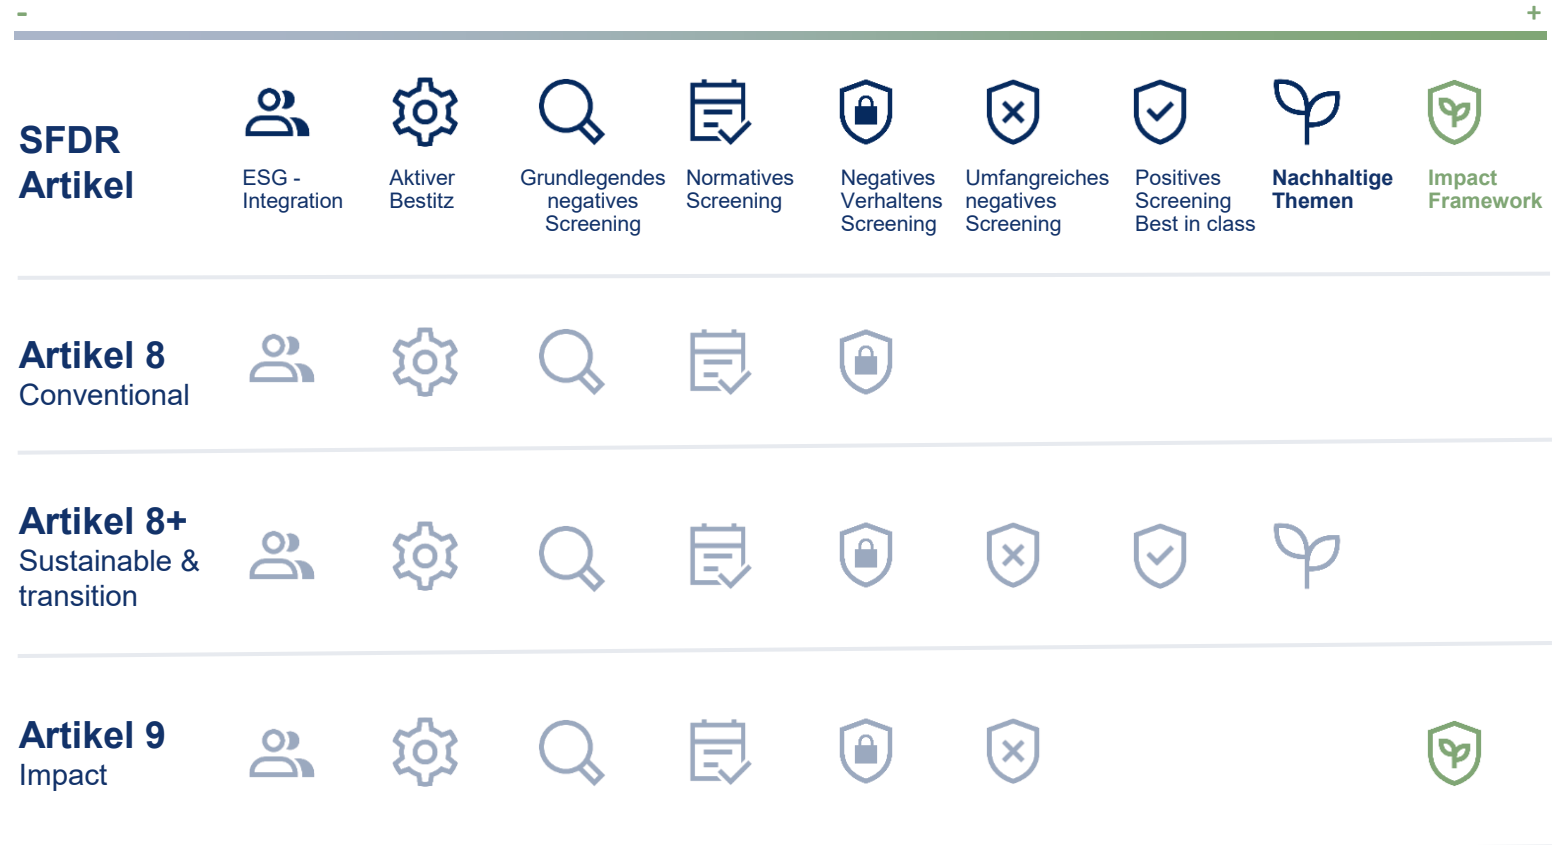 - +
SFDR
Artikel
ESG -
Integration
Aktiver
Bestitz
Grundlegendes
negatives
Screening
Normatives
Screening
Negatives
Verhaltens
Screening
Umfangreiches
negatives
Screening
Positives
Screening
Best in class
Nachhaltige
Themen
Impact
Framework
Artikel 8
Conventional
Artikel 8+
Sustainable &
transition
Artikel 9
Impact